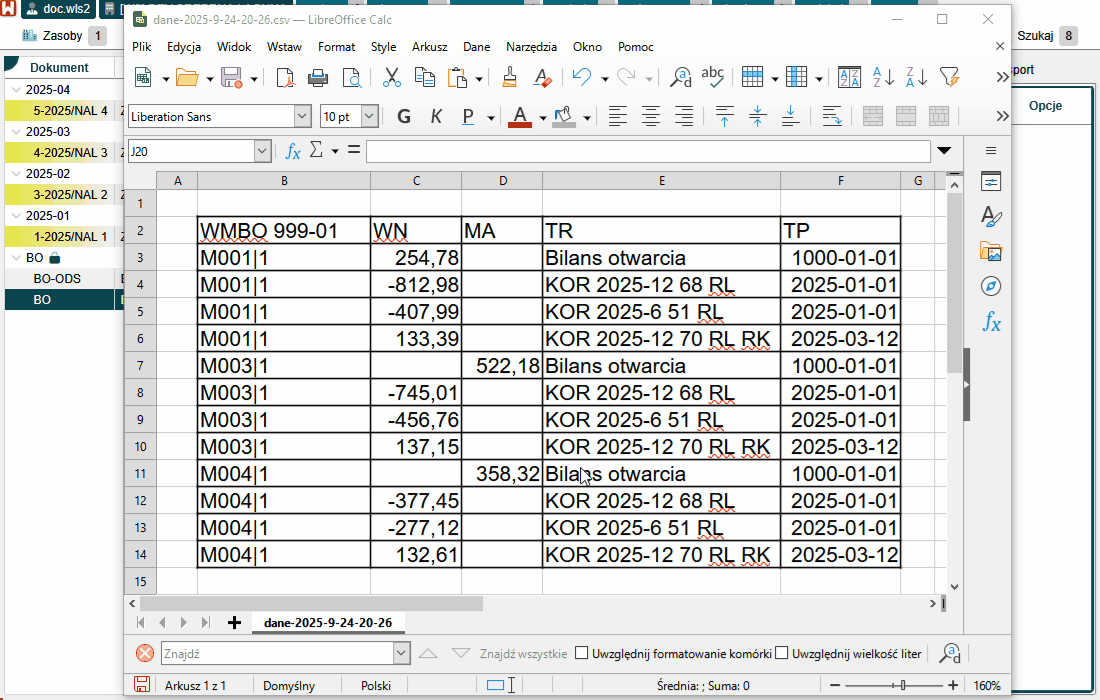 doc.wls2
Zasoby 1
Szukaj 8
Dokument
port
Opcje
2025-04
5-2025/NAL 4
2025-03
4-2025/NAL 3
2025-02
3-2025/NAL 2
2025-01
1-2025/NAL 1
BO
BO-ODS
BO
dane-2025-9-24-20-26.csv — LibreOffice Calc
Plik Edycja Widok Wstaw Format Style Arkusz Dane Narzędzia Okno Pomoc
Liberation Sans 10 pt G K P A
J20 fx Σ =
A B C D E F G
1
2 WMBO 999-01 WN MA TR TP
3 M001|1 254,78 Bilans otwarcia 1000-01-01
4 M001|1 -812,98 KOR 2025-12 68 RL 2025-01-01
5 M001|1 -407,99 KOR 2025-6 51 RL 2025-01-01
6 M001|1 133,39 KOR 2025-12 70 RL RK 2025-03-12
7 M003|1 522,18 Bilans otwarcia 1000-01-01
8 M003|1 -745,01 KOR 2025-12 68 RL 2025-01-01
9 M003|1 -456,76 KOR 2025-6 51 RL 2025-01-01
10 M003|1 137,15 KOR 2025-12 70 RL RK 2025-03-12
11 M004|1 358,32 Bilans otwarcia 1000-01-01
12 M004|1 -377,45 KOR 2025-12 68 RL 2025-01-01
13 M004|1 -277,12 KOR 2025-6 51 RL 2025-01-01
14 M004|1 132,61 KOR 2025-12 70 RL RK 2025-03-12
15
dane-2025-9-24-20-26
Znajdź Znajdź wszystkie Uwzględnij formatowanie komórki Uwzględnij wielkość liter
Arkusz 1 z 1 Domyślny Polski Średnia: ; Suma: 0 160%